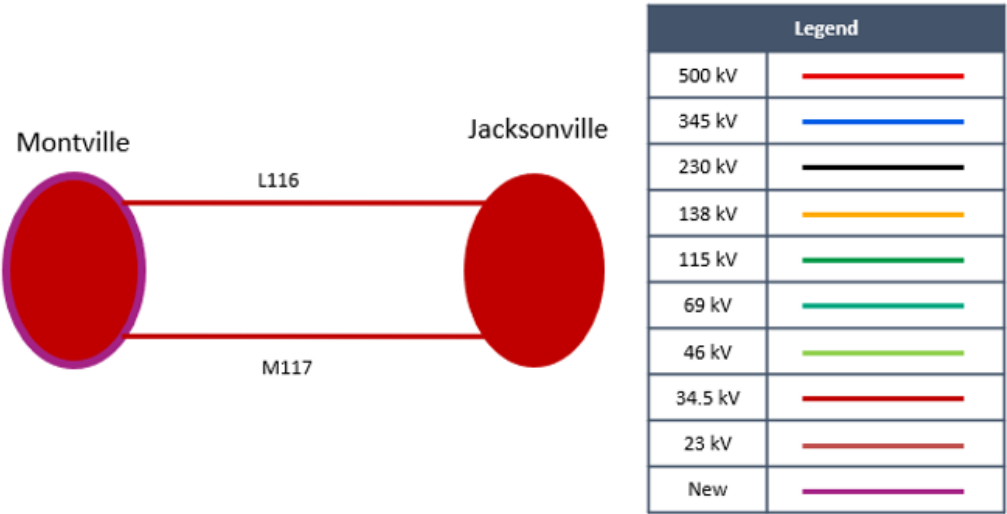 Montville
Jacksonville
L116
M117
Legend
500 kV
345 kV
230 kV
138 kV
115 kV
69 kV
46 kV
34.5 kV
23 kV
New